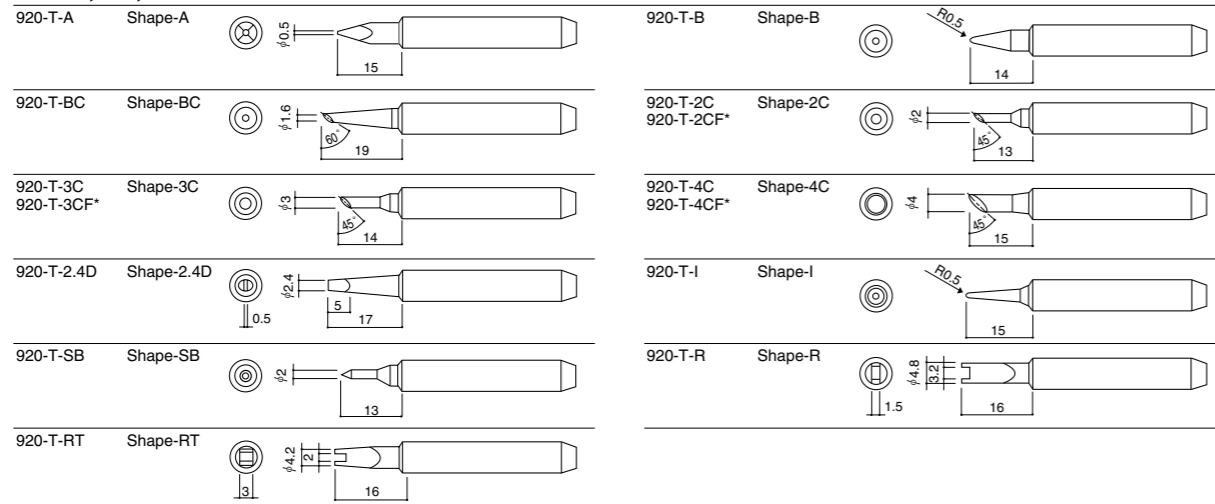 920-T-A Shape-A ϕ0.5 15
920-T-B Shape-B R0.5 14
920-T-BC Shape-BC ϕ1.6 60° 19
920-T-2C Shape-2C ϕ2 45° 13
920-T-2CF*
920-T-3C Shape-3C ϕ3 45° 14
920-T-3CF*
920-T-4C Shape-4C ϕ4 45° 15
920-T-4CF*
920-T-2.4D Shape-2.4D 0.5 ϕ2.4 5 17
920-T-I Shape-I R0.5 15
920-T-SB Shape-SB ϕ2 13
920-T-R Shape-R 1.5 ϕ4.8 3.2 16
920-T-RT Shape-RT 3 ϕ4.2 2 16